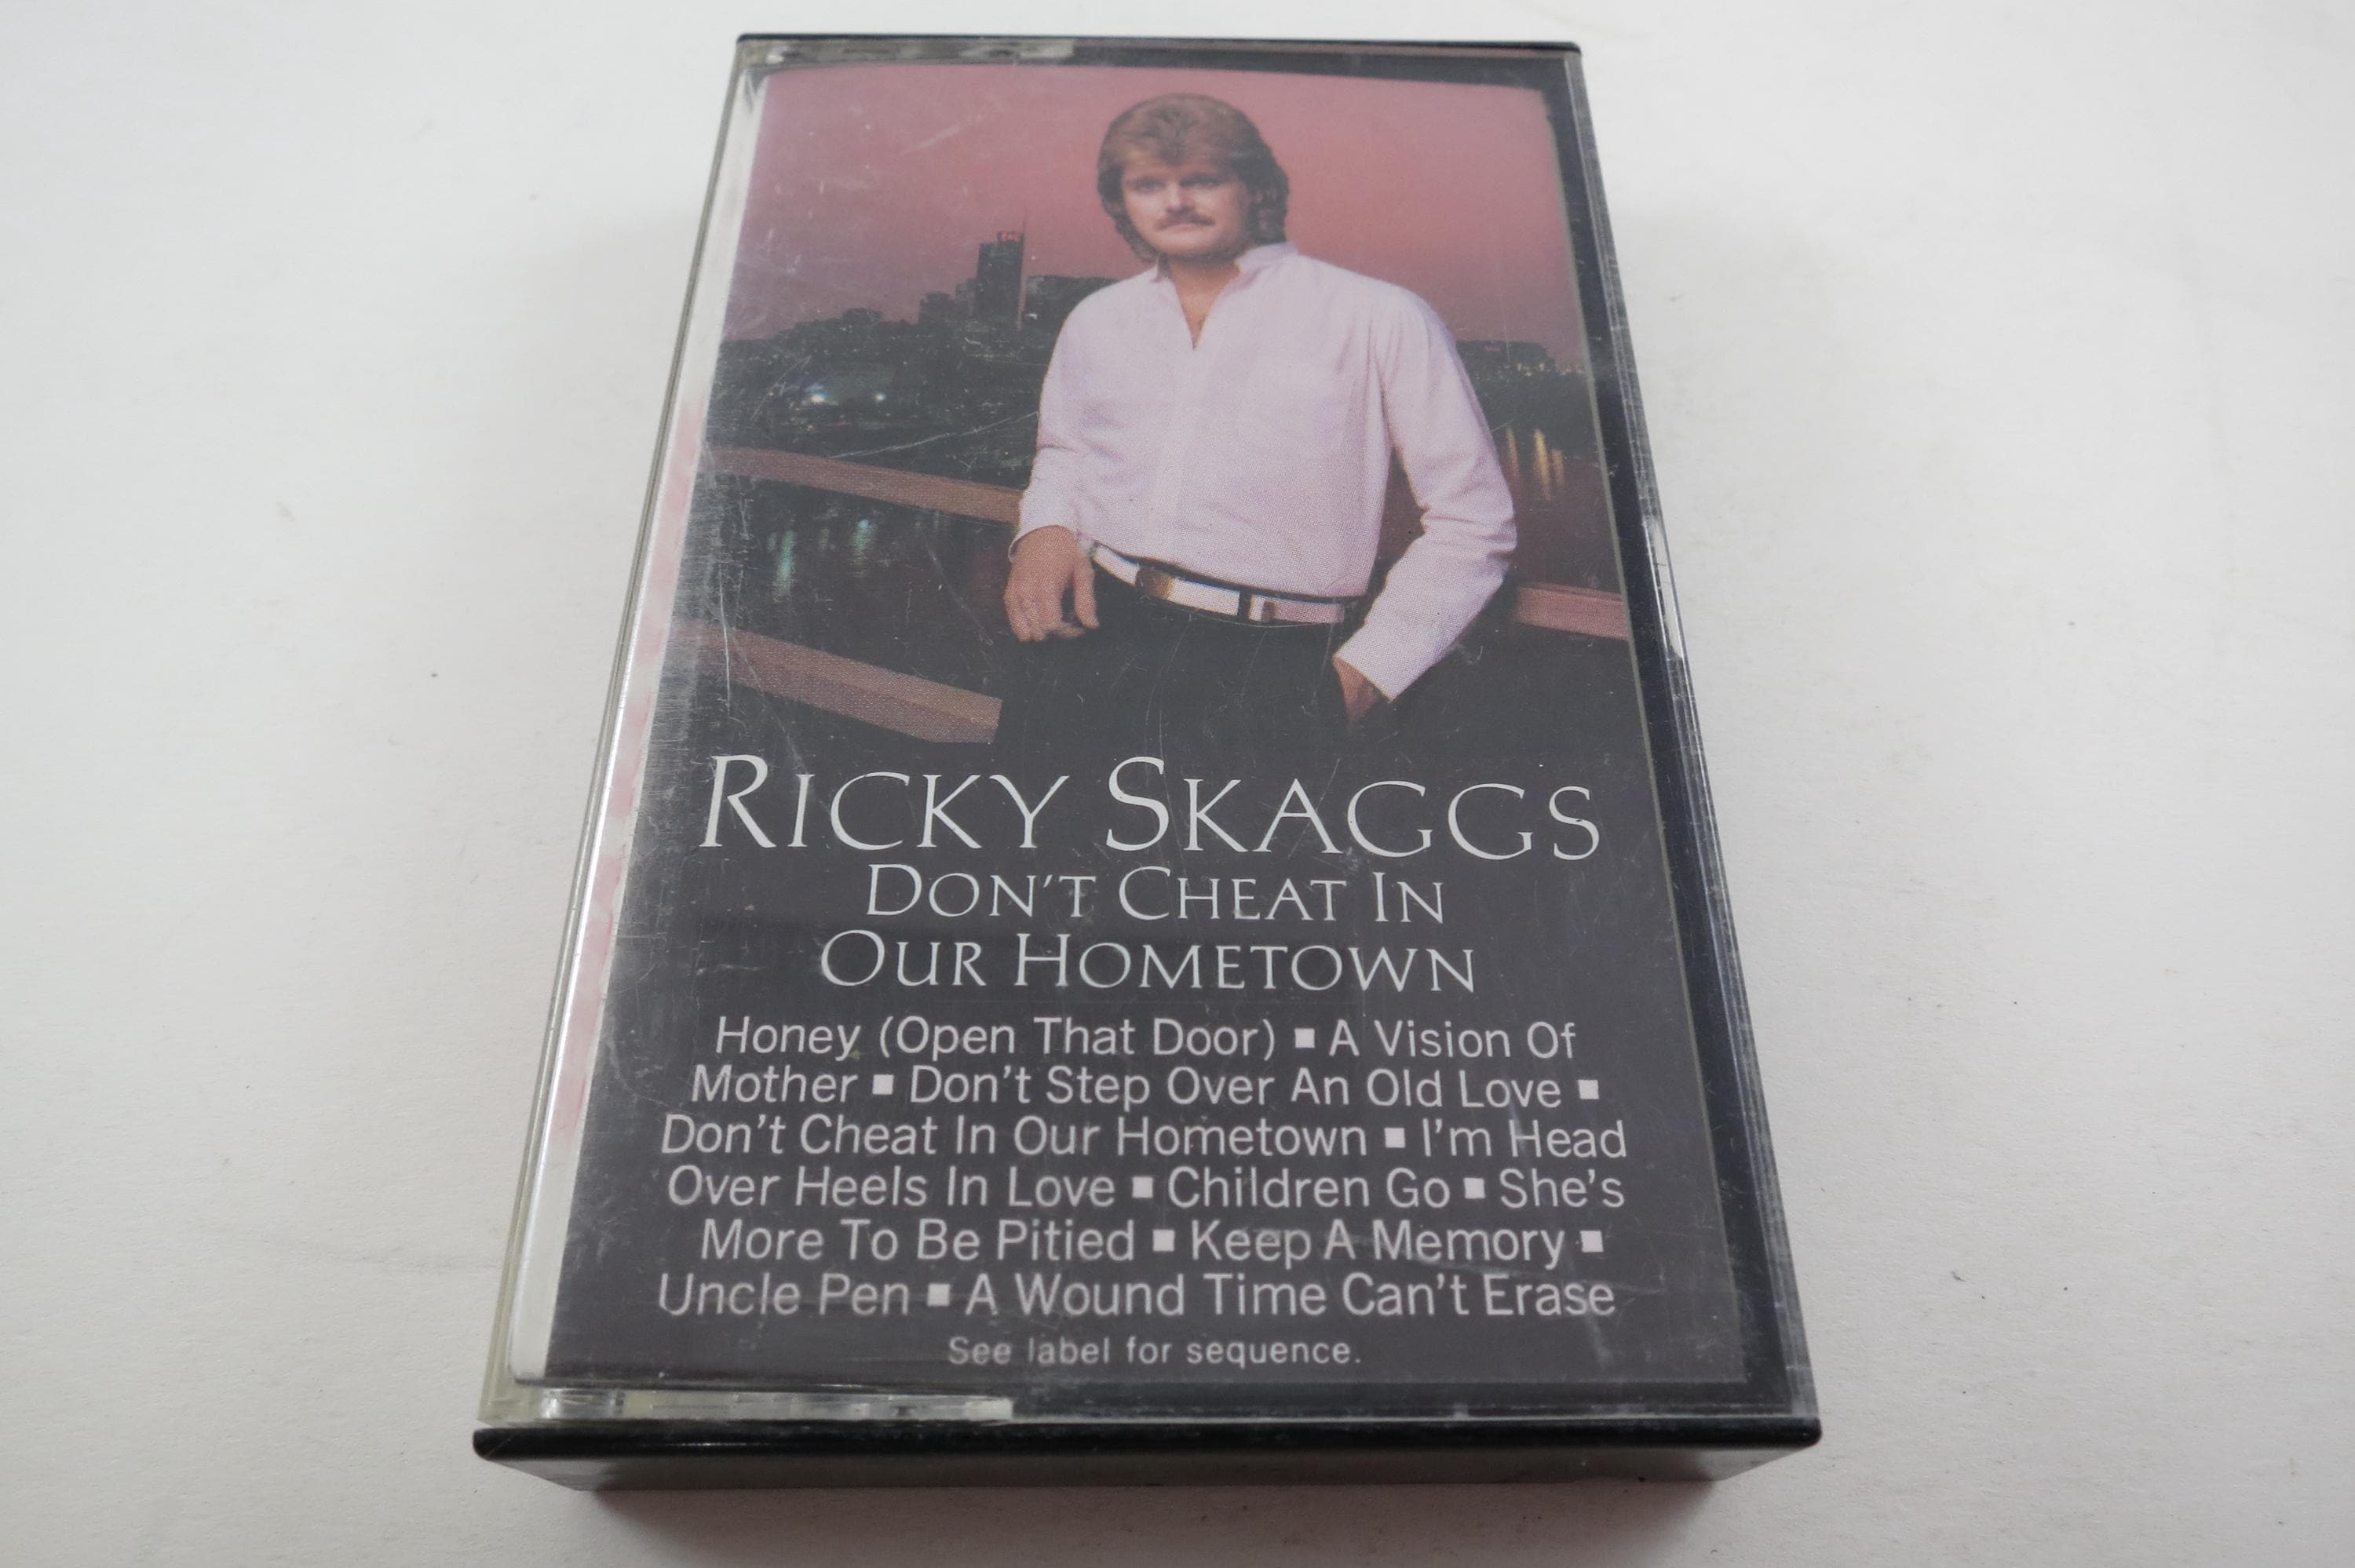 RICKY SKAGGS
DON'T CHEAT IN
OUR HOMETOWN
Honey (Open That Door) ▪ A Vision Of
Mother ▪ Don't Step Over An Old Love ▪
Don't Cheat In Our Hometown ▪ I'm Head
Over Heels In Love ▪ Children Go ▪ She's
More To Be Pitied ▪ Keep A Memory ▪
Uncle Pen ▪ A Wound Time Can't Erase
See label for sequence.